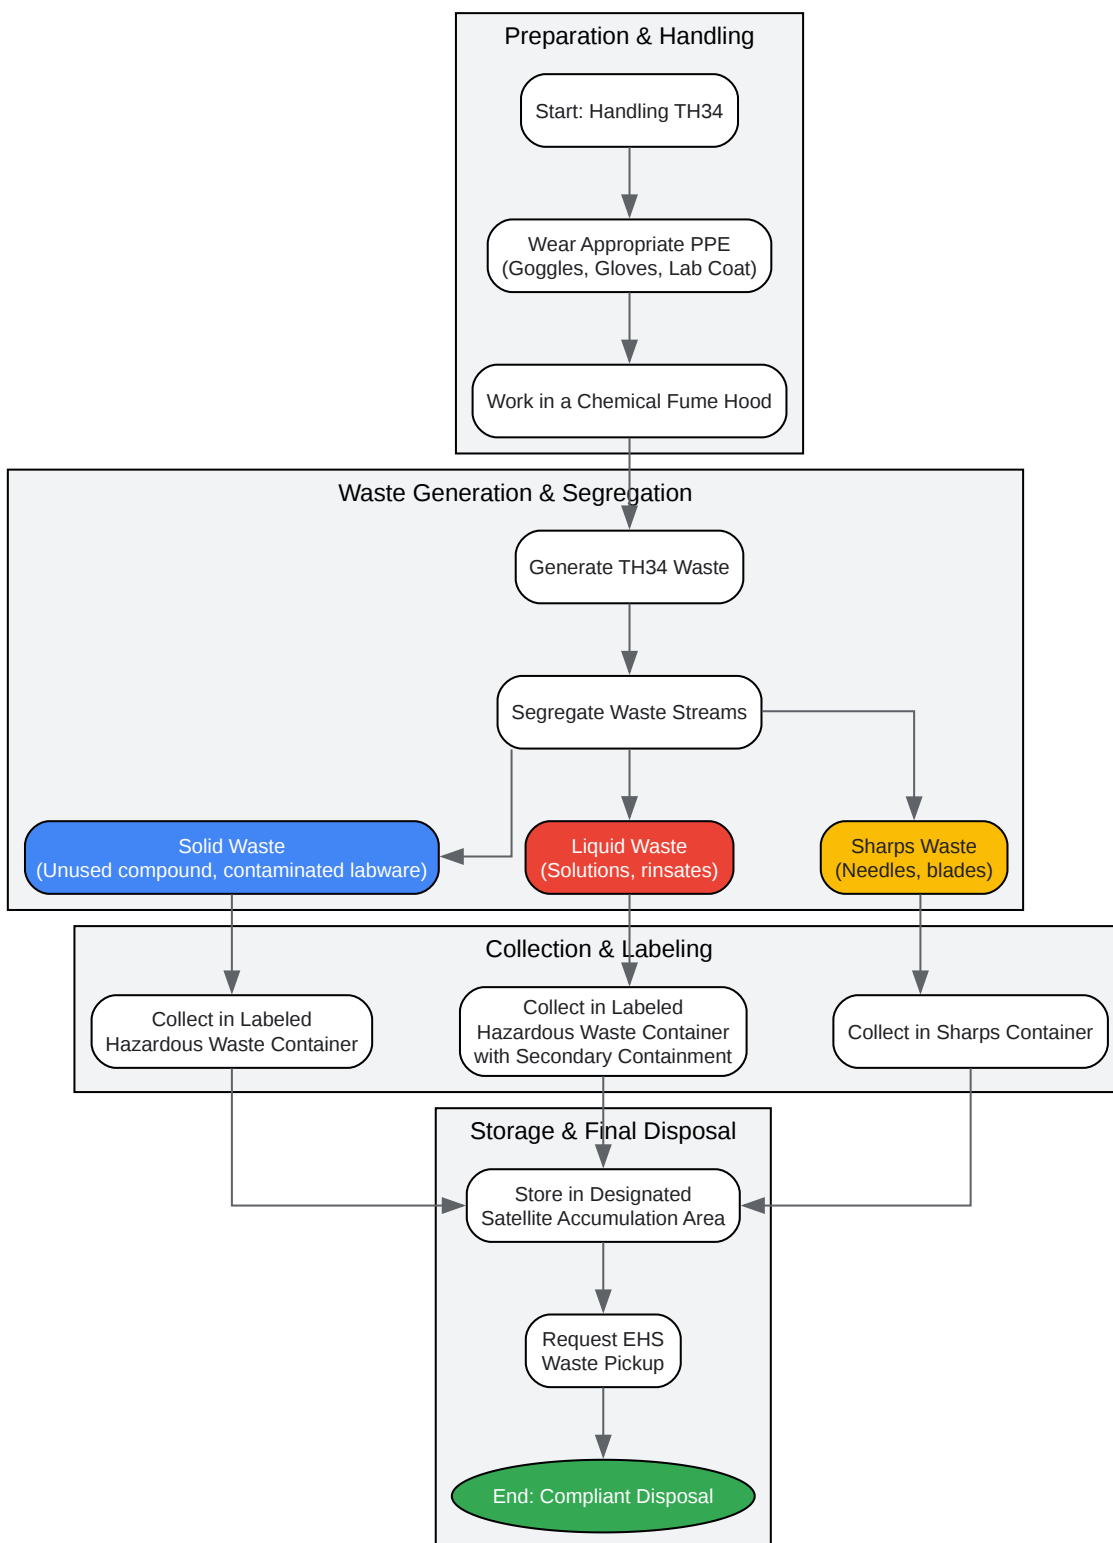 Preparation & Handling
Start: Handling TH34
Wear Appropriate PPE
(Goggles, Gloves, Lab Coat)
Work in a Chemical Fume Hood
Waste Generation & Segregation
Generate TH34 Waste
Segregate Waste Streams
Solid Waste
(Unused compound, contaminated labware)
Liquid Waste
(Solutions, rinsates)
Sharps Waste
(Needles, blades)
Collection & Labeling
Collect in Labeled
Hazardous Waste Container
Collect in Labeled
Hazardous Waste Container
with Secondary Containment
Collect in Sharps Container
Storage & Final Disposal
Store in Designated
Satellite Accumulation Area
Request EHS
Waste Pickup
End: Compliant Disposal